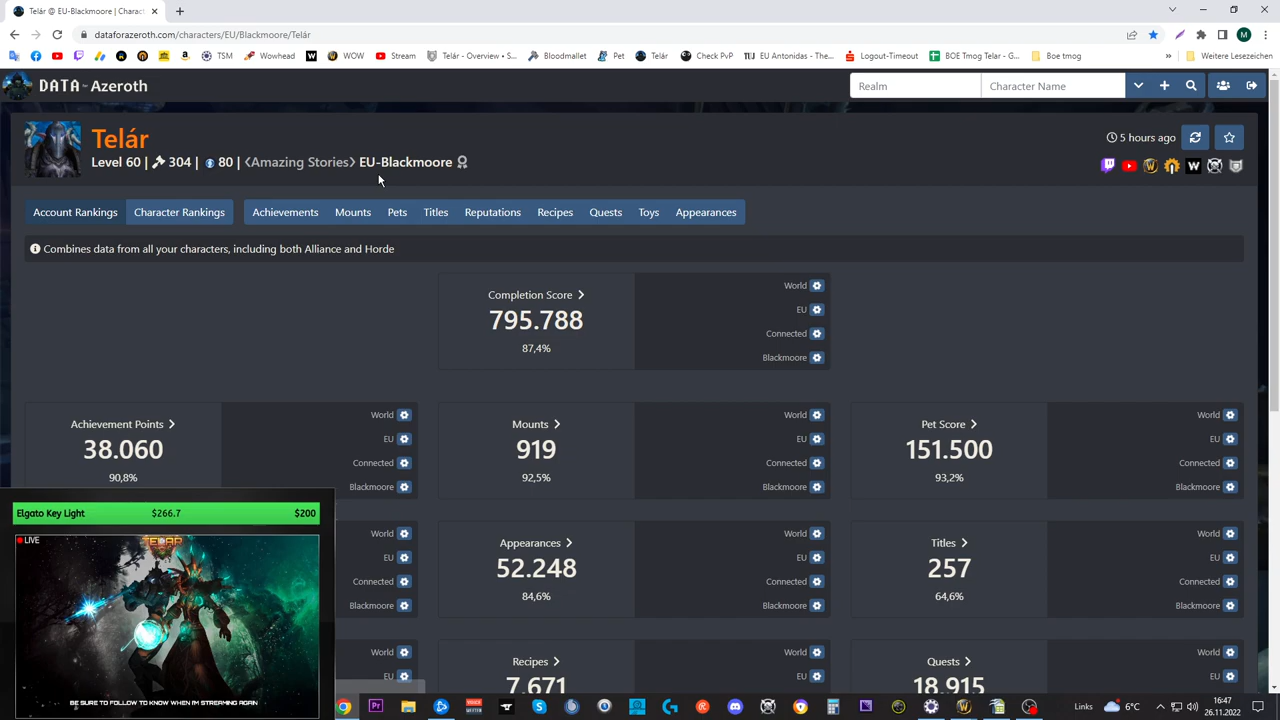 Telár @ EU-Blackmoore | Charact
dataforazeroth.com/characters/EU/Blackmoore/Telár
M
TSM
Wowhead
W
WOW
Stream
Telár - Overview • S...
Bloodmallet
Pet
Telár
Check PvP
TIJ EU Antonidas - The...
Logout-Timeout
BOE Tmog Telar - G...
Boe tmog
»
Weitere Lesezeichen
DATA for Azeroth
Realm
Character Name
Telár
5 hours ago
Level 60 | 304 | 80 | <Amazing Stories> EU-Blackmoore
Account Rankings
Character Rankings
Achievements
Mounts
Pets
Titles
Reputations
Recipes
Quests
Toys
Appearances
Combines data from all your characters, including both Alliance and Horde
Completion Score
795.788
87,4%
World
EU
Connected
Blackmoore
Achievement Points
38.060
90,8%
World
EU
Connected
Blackmoore
Mounts
919
92,5%
World
EU
Connected
Blackmoore
Pet Score
151.500
93,2%
World
EU
Connected
Blackmoore
Elgato Key Light $266.7 $200
LIVE
TELAR
BE SURE TO FOLLOW TO KNOW WHEN I'M STREAMING AGAIN
World
EU
Connected
Blackmoore
Appearances
52.248
84,6%
World
EU
Connected
Blackmoore
Titles
257
64,6%
World
EU
Connected
Blackmoore
World
EU
Recipes
7.671
World
EU
Quests
18.915
World
EU
Links
6°C
16:47
26.11.2022